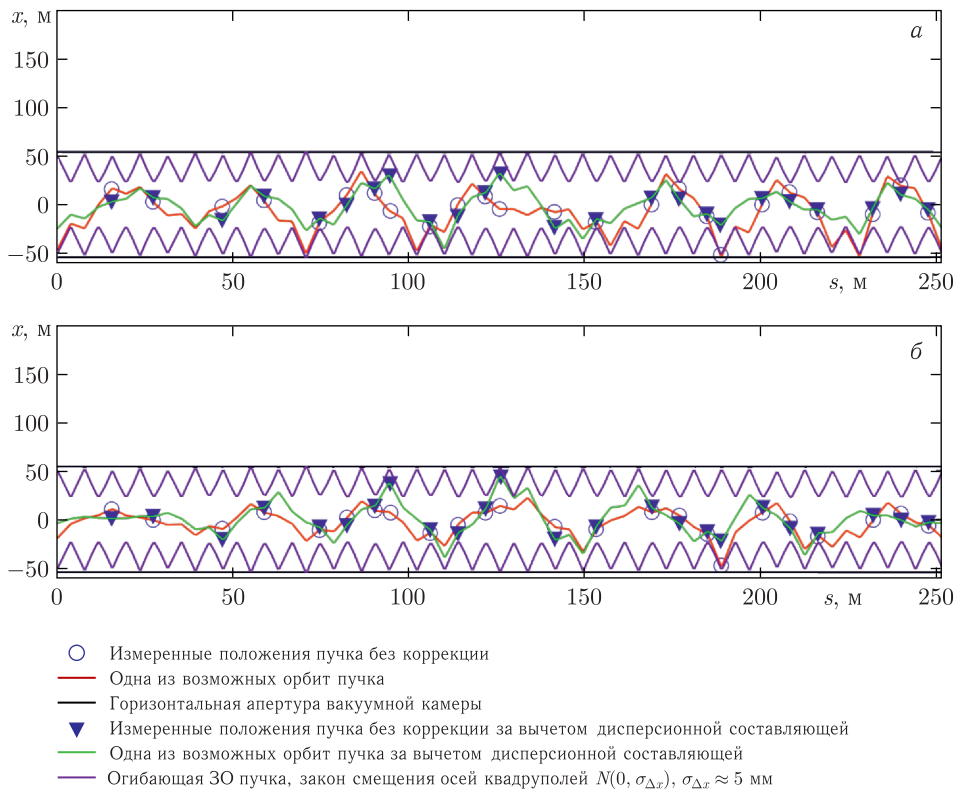 x, м
а
150
100
50
0
−50
0 50 100 150 200 250
s, м
x, м
б
150
100
50
0
−50
0 50 100 150 200 250
s, м
Измеренные положения пучка без коррекции
Одна из возможных орбит пучка
Горизонтальная апертура вакуумной камеры
Измеренные положения пучка без коррекции за вычетом дисперсионной составляющей
Одна из возможных орбит пучка за вычетом дисперсионной составляющей
Огибающая ЗО пучка, закон смещения осей квадруполей N(0, σΔx), σΔx ≈ 5 мм